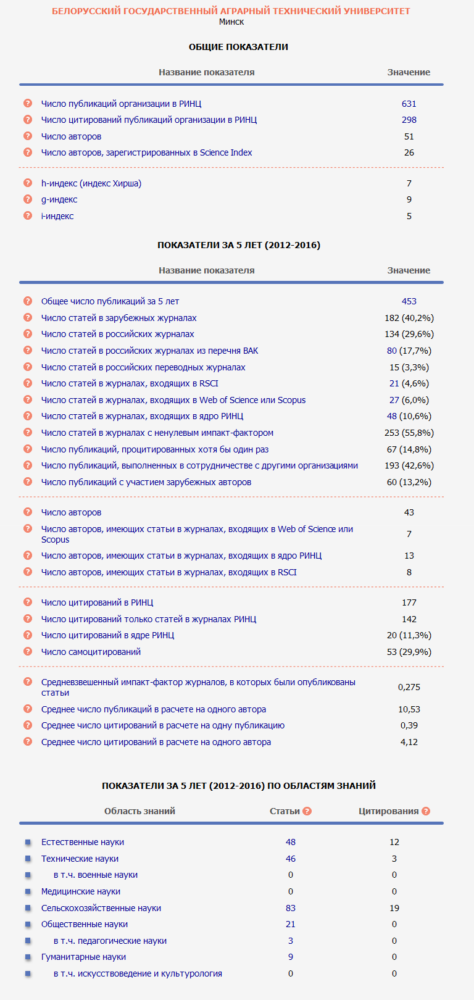 БЕЛОРУССКИЙ ГОСУДАРСТВЕННЫЙ АГРАРНЫЙ ТЕХНИЧЕСКИЙ УНИВЕРСИТЕТ
Минск
ОБЩИЕ ПОКАЗАТЕЛИ
Название показателя Значение
? Число публикаций организации в РИНЦ 631
? Число цитирований публикаций организации в РИНЦ 298
? Число авторов 51
? Число авторов, зарегистрированных в Science Index 26
? h-индекс (индекс Хирша) 7
? g-индекс 9
? i-индекс 5
ПОКАЗАТЕЛИ ЗА 5 ЛЕТ (2012-2016)
Название показателя Значение
? Общее число публикаций за 5 лет 453
? Число статей в зарубежных журналах 182 (40,2%)
? Число статей в российских журналах 134 (29,6%)
? Число статей в российских журналах из перечня ВАК 80 (17,7%)
? Число статей в российских переводных журналах 15 (3,3%)
? Число статей в журналах, входящих в RSCI 21 (4,6%)
? Число статей в журналах, входящих в Web of Science или Scopus 27 (6,0%)
? Число статей в журналах, входящих в ядро РИНЦ 48 (10,6%)
? Число статей в журналах с ненулевым импакт-фактором 253 (55,8%)
? Число публикаций, процитированных хотя бы один раз 67 (14,8%)
? Число публикаций, выполненных в сотрудничестве с другими организациями 193 (42,6%)
? Число публикаций с участием зарубежных авторов 60 (13,2%)
? Число авторов 43
? Число авторов, имеющих статьи в журналах, входящих в Web of Science или
Scopus 7
? Число авторов, имеющих статьи в журналах, входящих в ядро РИНЦ 13
? Число авторов, имеющих статьи в журналах, входящих в RSCI 8
? Число цитирований в РИНЦ 177
? Число цитирований только статей в журналах РИНЦ 142
? Число цитирований в ядре РИНЦ 20 (11,3%)
? Число самоцитирований 53 (29,9%)
? Средневзвешенный импакт-фактор журналов, в которых были опубликованы
статьи 0,275
? Среднее число публикаций в расчете на одного автора 10,53
? Среднее число цитирований в расчете на одну публикацию 0,39
? Среднее число цитирований в расчете на одного автора 4,12
ПОКАЗАТЕЛИ ЗА 5 ЛЕТ (2012-2016) ПО ОБЛАСТЯМ ЗНАНИЙ
Область знаний Статьи ? Цитирования ?
Естественные науки 48 12
Технические науки 46 3
в т.ч. военные науки 0 0
Медицинские науки 0 0
Сельскохозяйственные науки 83 19
Общественные науки 21 0
в т.ч. педагогические науки 3 0
Гуманитарные науки 9 0
в т.ч. искусствоведение и культурология 0 0